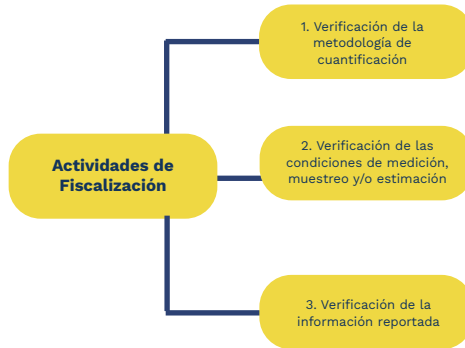 1. Verificación de la
metodología de
cuantificación
Actividades de
Fiscalización
2. Verificación de las
condiciones de medición,
muestreo y/o estimación
3. Verificación de la
información reportada